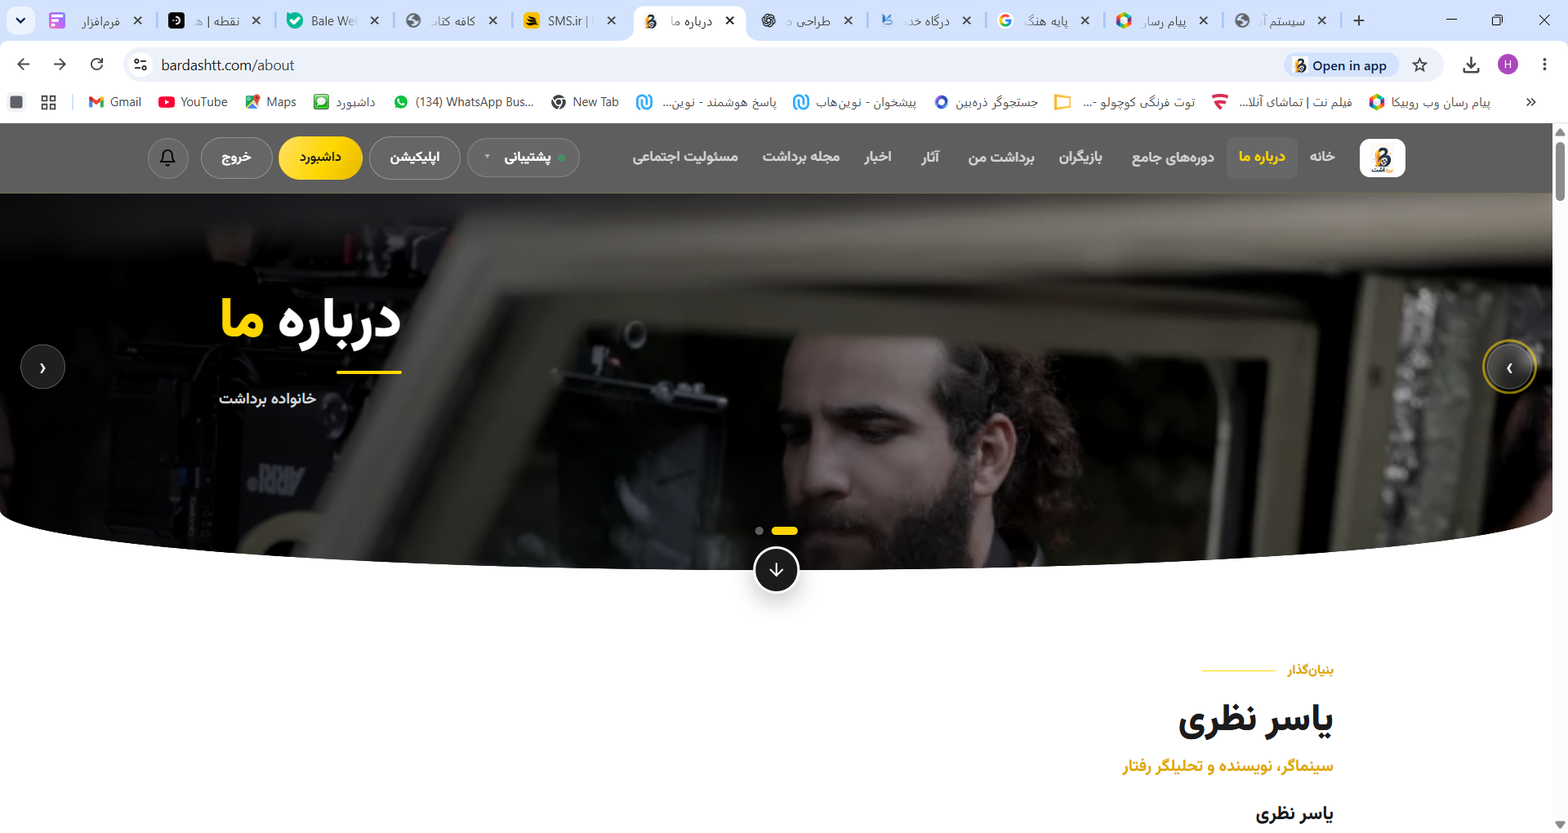 فرم‌افزار
نقطه | ه
Bale We
کافه کتاب
SMS.ir |
درباره ما
طراحی
درگاه خد
پایه هنگ
پیام رسان
سیستم آ
bardashtt.com/about
Open in app
H
Gmail
YouTube
Maps
داشبورد
(134) WhatsApp Bus...
New Tab
پاسخ هوشمند - نوین...
پیشخوان - نوین‌هاب
جستجوگر ذره‌بین
توت فرنگی کوچولو -...
فیلم نت | تماشای آنلا...
پیام رسان وب روبیکا
برداشت
خانه
درباره ما
دوره‌های جامع
بازیگران
برداشت من
آثار
اخبار
مجله برداشت
مسئولیت اجتماعی
پشتیبانی
اپلیکیشن
داشبورد
خروج
درباره ما
خانواده برداشت
ARRI
بنیان‌گذار
یاسر نظری
سینماگر، نویسنده و تحلیلگر رفتار
یاسر نظری